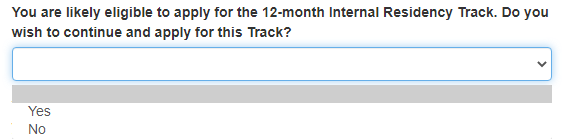 You are likely eligible to apply for the 12-month Internal Residency Track. Do you
wish to continue and apply for this Track?
Yes
No